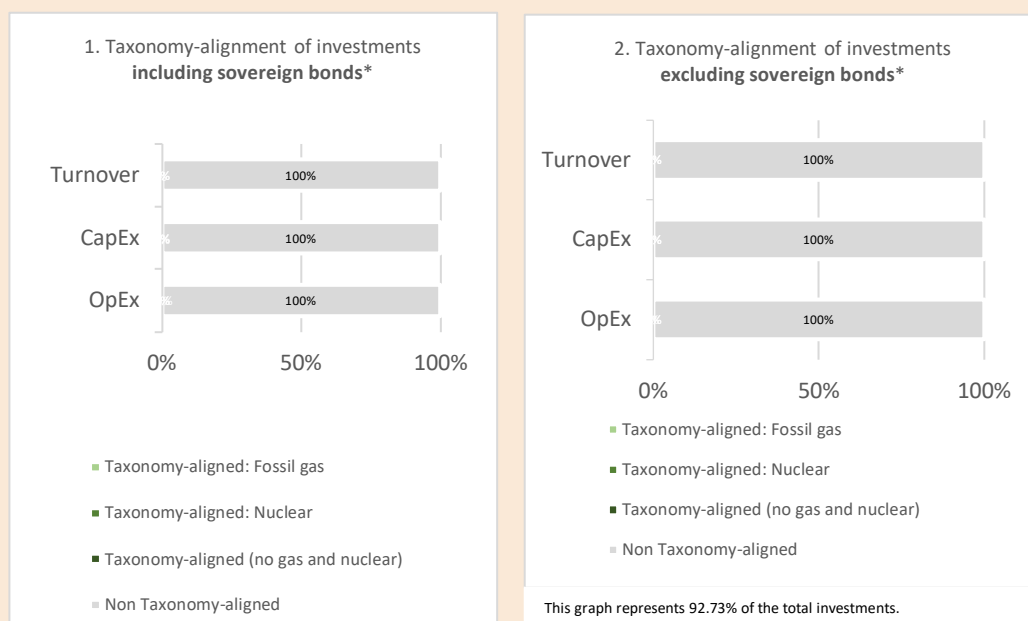 1. Taxonomy-alignment of investments
including sovereign bonds*
Turnover
100%
CapEx
100%
OpEx
100%
0%
50%
100%
Taxonomy-aligned: Fossil gas
Taxonomy-aligned: Nuclear
Taxonomy-aligned (no gas and nuclear)
Non Taxonomy-aligned
2. Taxonomy-alignment of investments
excluding sovereign bonds*
Turnover
100%
CapEx
100%
OpEx
100%
0%
50%
100%
Taxonomy-aligned: Fossil gas
Taxonomy-aligned: Nuclear
Taxonomy-aligned (no gas and nuclear)
Non Taxonomy-aligned
This graph represents 92.73% of the total investments.